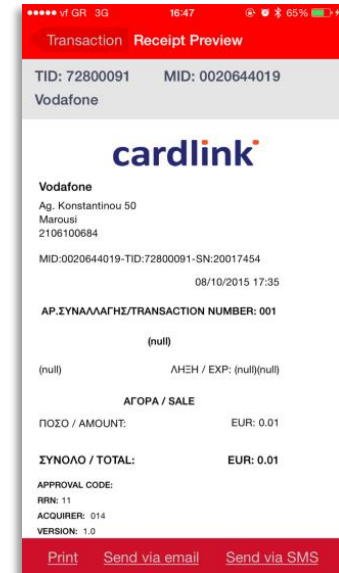 vf GR 3G 16:47 65%
Transaction Receipt Preview
TID: 72800091 MID: 0020644019
Vodafone
cardlink
Vodafone
Ag. Konstantinou 50
Marousi
2106100684
MID:0020644019-TID:72800091-SN:20017454
08/10/2015 17:35
ΑΡ.ΣΥΝΑΛΛΑΓΗΣ/TRANSACTION NUMBER: 001
(null)
(null) ΛΗΞΗ / EXP: (null)(null)
ΑΓΟΡΑ / SALE
ΠΟΣΟ / AMOUNT: EUR: 0.01
ΣΥΝΟΛΟ / TOTAL: EUR: 0.01
APPROVAL CODE:
RRN: 11
ACQUIRER: 014
VERSION: 1.0
Print Send via email Send via SMS